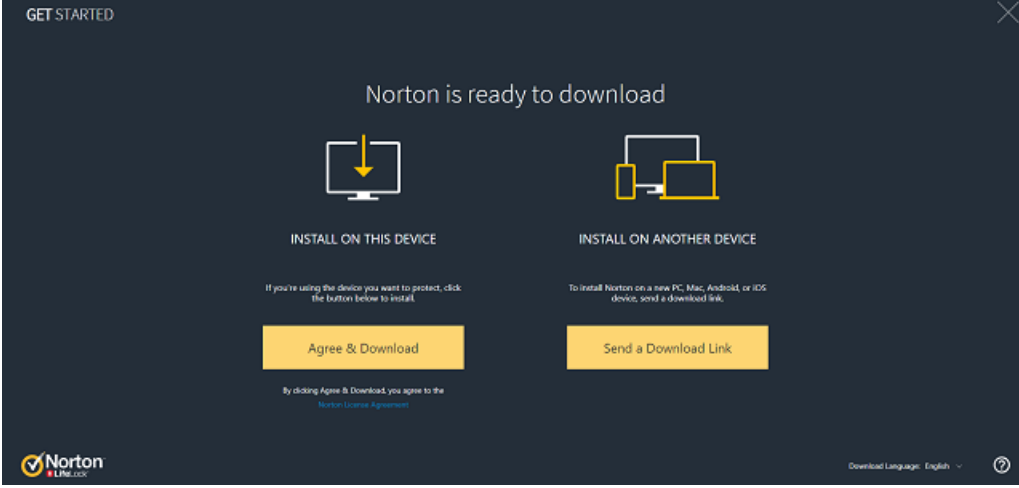 GET STARTED
Norton is ready to download
INSTALL ON THIS DEVICE
If you're using the device you want to protect, click
the button below to install.
Agree & Download
By clicking Agree & Download, you agree to the
Norton License Agreement
INSTALL ON ANOTHER DEVICE
To install Norton on a new PC, Mac, Android, or iOS
device, send a download link.
Send a Download Link
Norton
LifeLock
Download Language: English
?